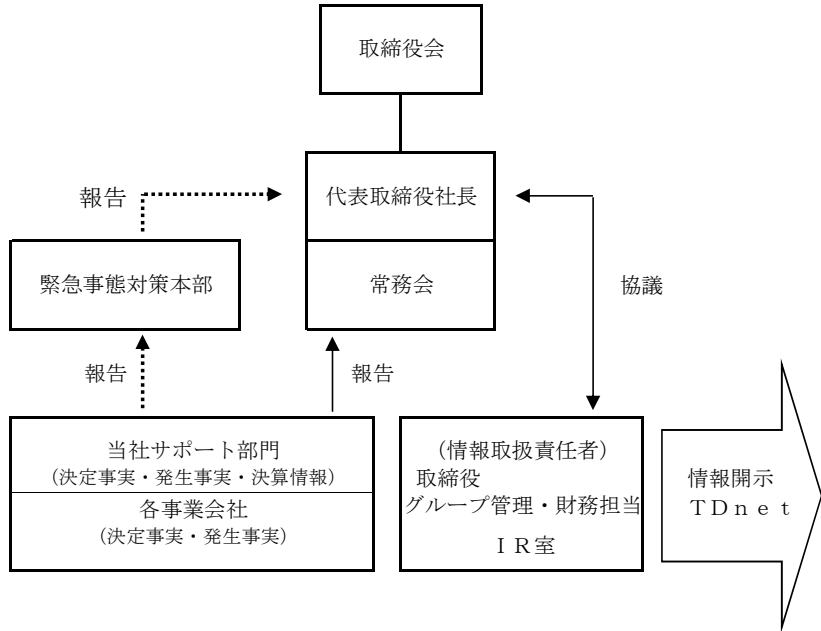 取締役会
代表取締役社長
報告
緊急事態対策本部
常務会
協議
報告
報告
当社サポート部門
(決定事実・発生事実・決算情報)
各事業会社
(決定事実・発生事実)
(情報取扱責任者)
取締役
グループ管理・財務担当
ＩＲ室
情報開示
ＴＤｎｅｔ